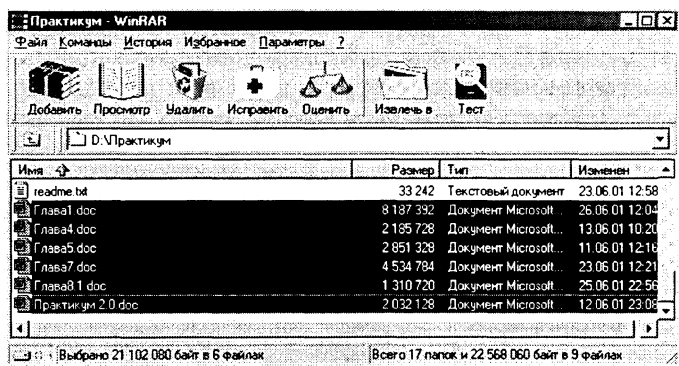 Практикум - WinRAR
Файл Команды История Избранное Параметры ?
Добавить Просмотр Удалить Исправить Оценить Извлечь в Тест
D:\Практикум
Имя Размер Тип Изменен
readme.txt 33 242 Текстовый документ 23.06.01 12:58
Глава1.doc 8 187 392 Документ Microsoft... 26.06.01 12:04
Глава4.doc 2 185 728 Документ Microsoft... 13.06.01 10:20
Глава5.doc 2 851 328 Документ Microsoft... 11.06.01 12:16
Глава7.doc 4 534 784 Документ Microsoft... 23.06.01 12:21
Глава8.1.doc 1 310 720 Документ Microsoft... 25.06.01 22:56
Практикум 2.0.doc 2 032 128 Документ Microsoft... 12.06.01 23:08
Выбрано 21 102 080 байт в 6 файлах Всего 17 папок и 22 568 060 байт в 9 файлах